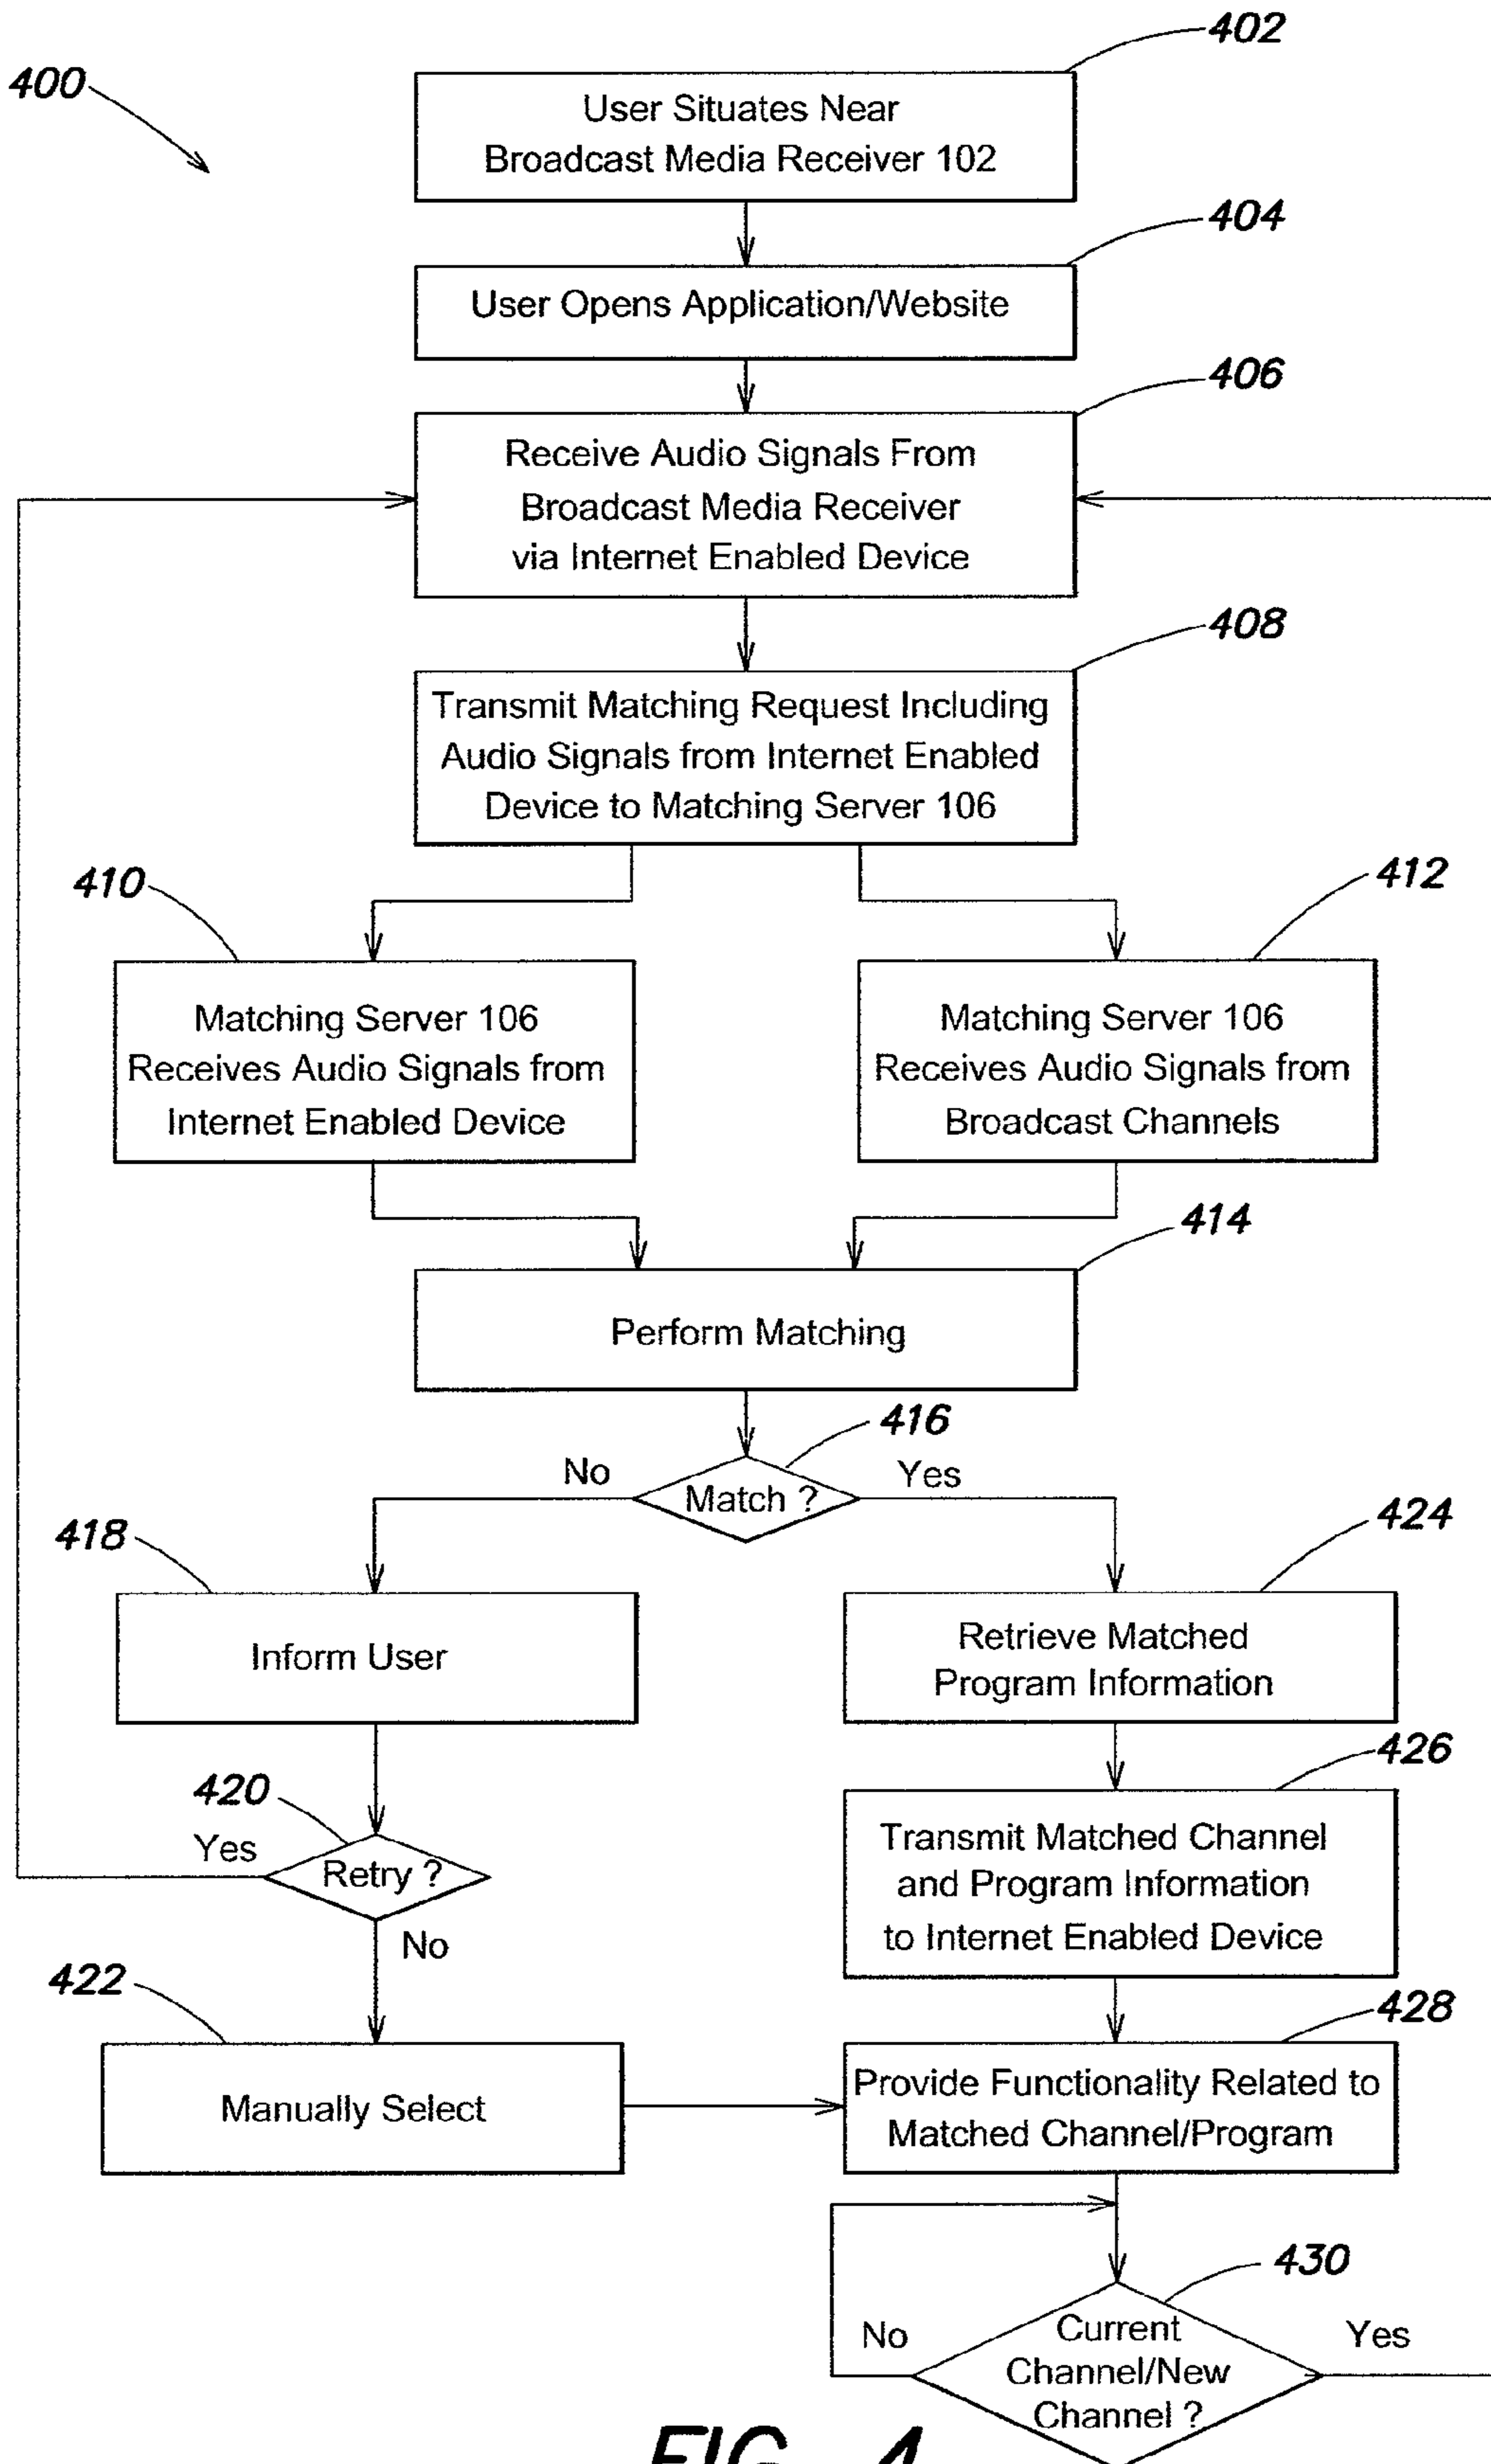 402
400
User Situates Near
Broadcast Media Receiver 102
404
User Opens Application/Website
406
Receive Audio Signals From
Broadcast Media Receiver
via Internet Enabled Device
408
Transmit Matching Request Including
Audio Signals from Internet Enabled
Device to Matching Server 106
410
412
Matching Server 106
Receives Audio Signals from
Internet Enabled Device
Matching Server 106
Receives Audio Signals from
Broadcast Channels
414
Perform Matching
416
No
Match ?
Yes
418
424
Inform User
Retrieve Matched
Program Information
426
420
Yes
Retry ?
No
Transmit Matched Channel
and Program Information
to Internet Enabled Device
422
428
Manually Select
Provide Functionality Related to
Matched Channel/Program
430
No
Current
Channel/New
Channel ?
Yes
FIG. 4